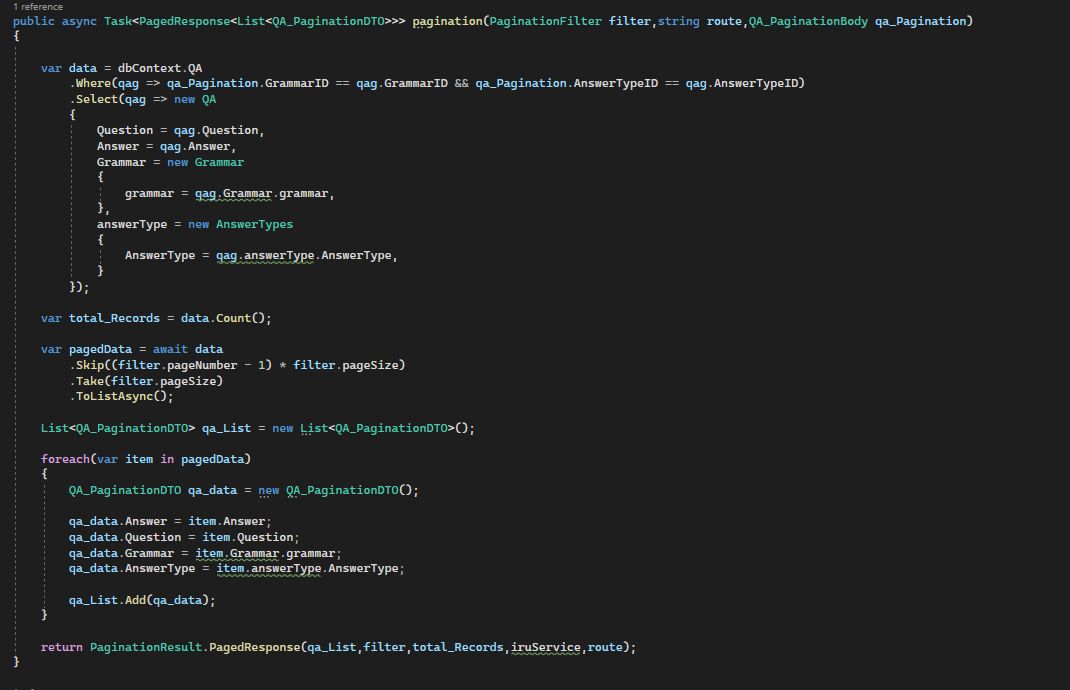 1 reference
public async Task<PagedResponse<List<QA_PaginationDTO>>> pagination(PaginationFilter filter,string route,QA_PaginationBody qa_Pagination)
{
var data = dbContext.QA
.Where(qag => qa_Pagination.GrammarID == qag.GrammarID && qa_Pagination.AnswerTypeID == qag.AnswerTypeID)
.Select(qag => new QA
{
Question = qag.Question,
Answer = qag.Answer,
Grammar = new Grammar
{
grammar = qag.Grammar.grammar,
},
answerType = new AnswerTypes
{
AnswerType = qag.answerType.AnswerType,
}
});
var total_Records = data.Count();
var pagedData = await data
.Skip((filter.pageNumber - 1) * filter.pageSize)
.Take(filter.pageSize)
.ToListAsync();
List<QA_PaginationDTO> qa_List = new List<QA_PaginationDTO>();
foreach(var item in pagedData)
{
QA_PaginationDTO qa_data = new QA_PaginationDTO();
qa_data.Answer = item.Answer;
qa_data.Question = item.Question;
qa_data.Grammar = item.Grammar.grammar;
qa_data.AnswerType = item.answerType.AnswerType;
qa_List.Add(qa_data);
}
return PaginationResult.PagedResponse(qa_List,filter,total_Records,iruService,route);
}